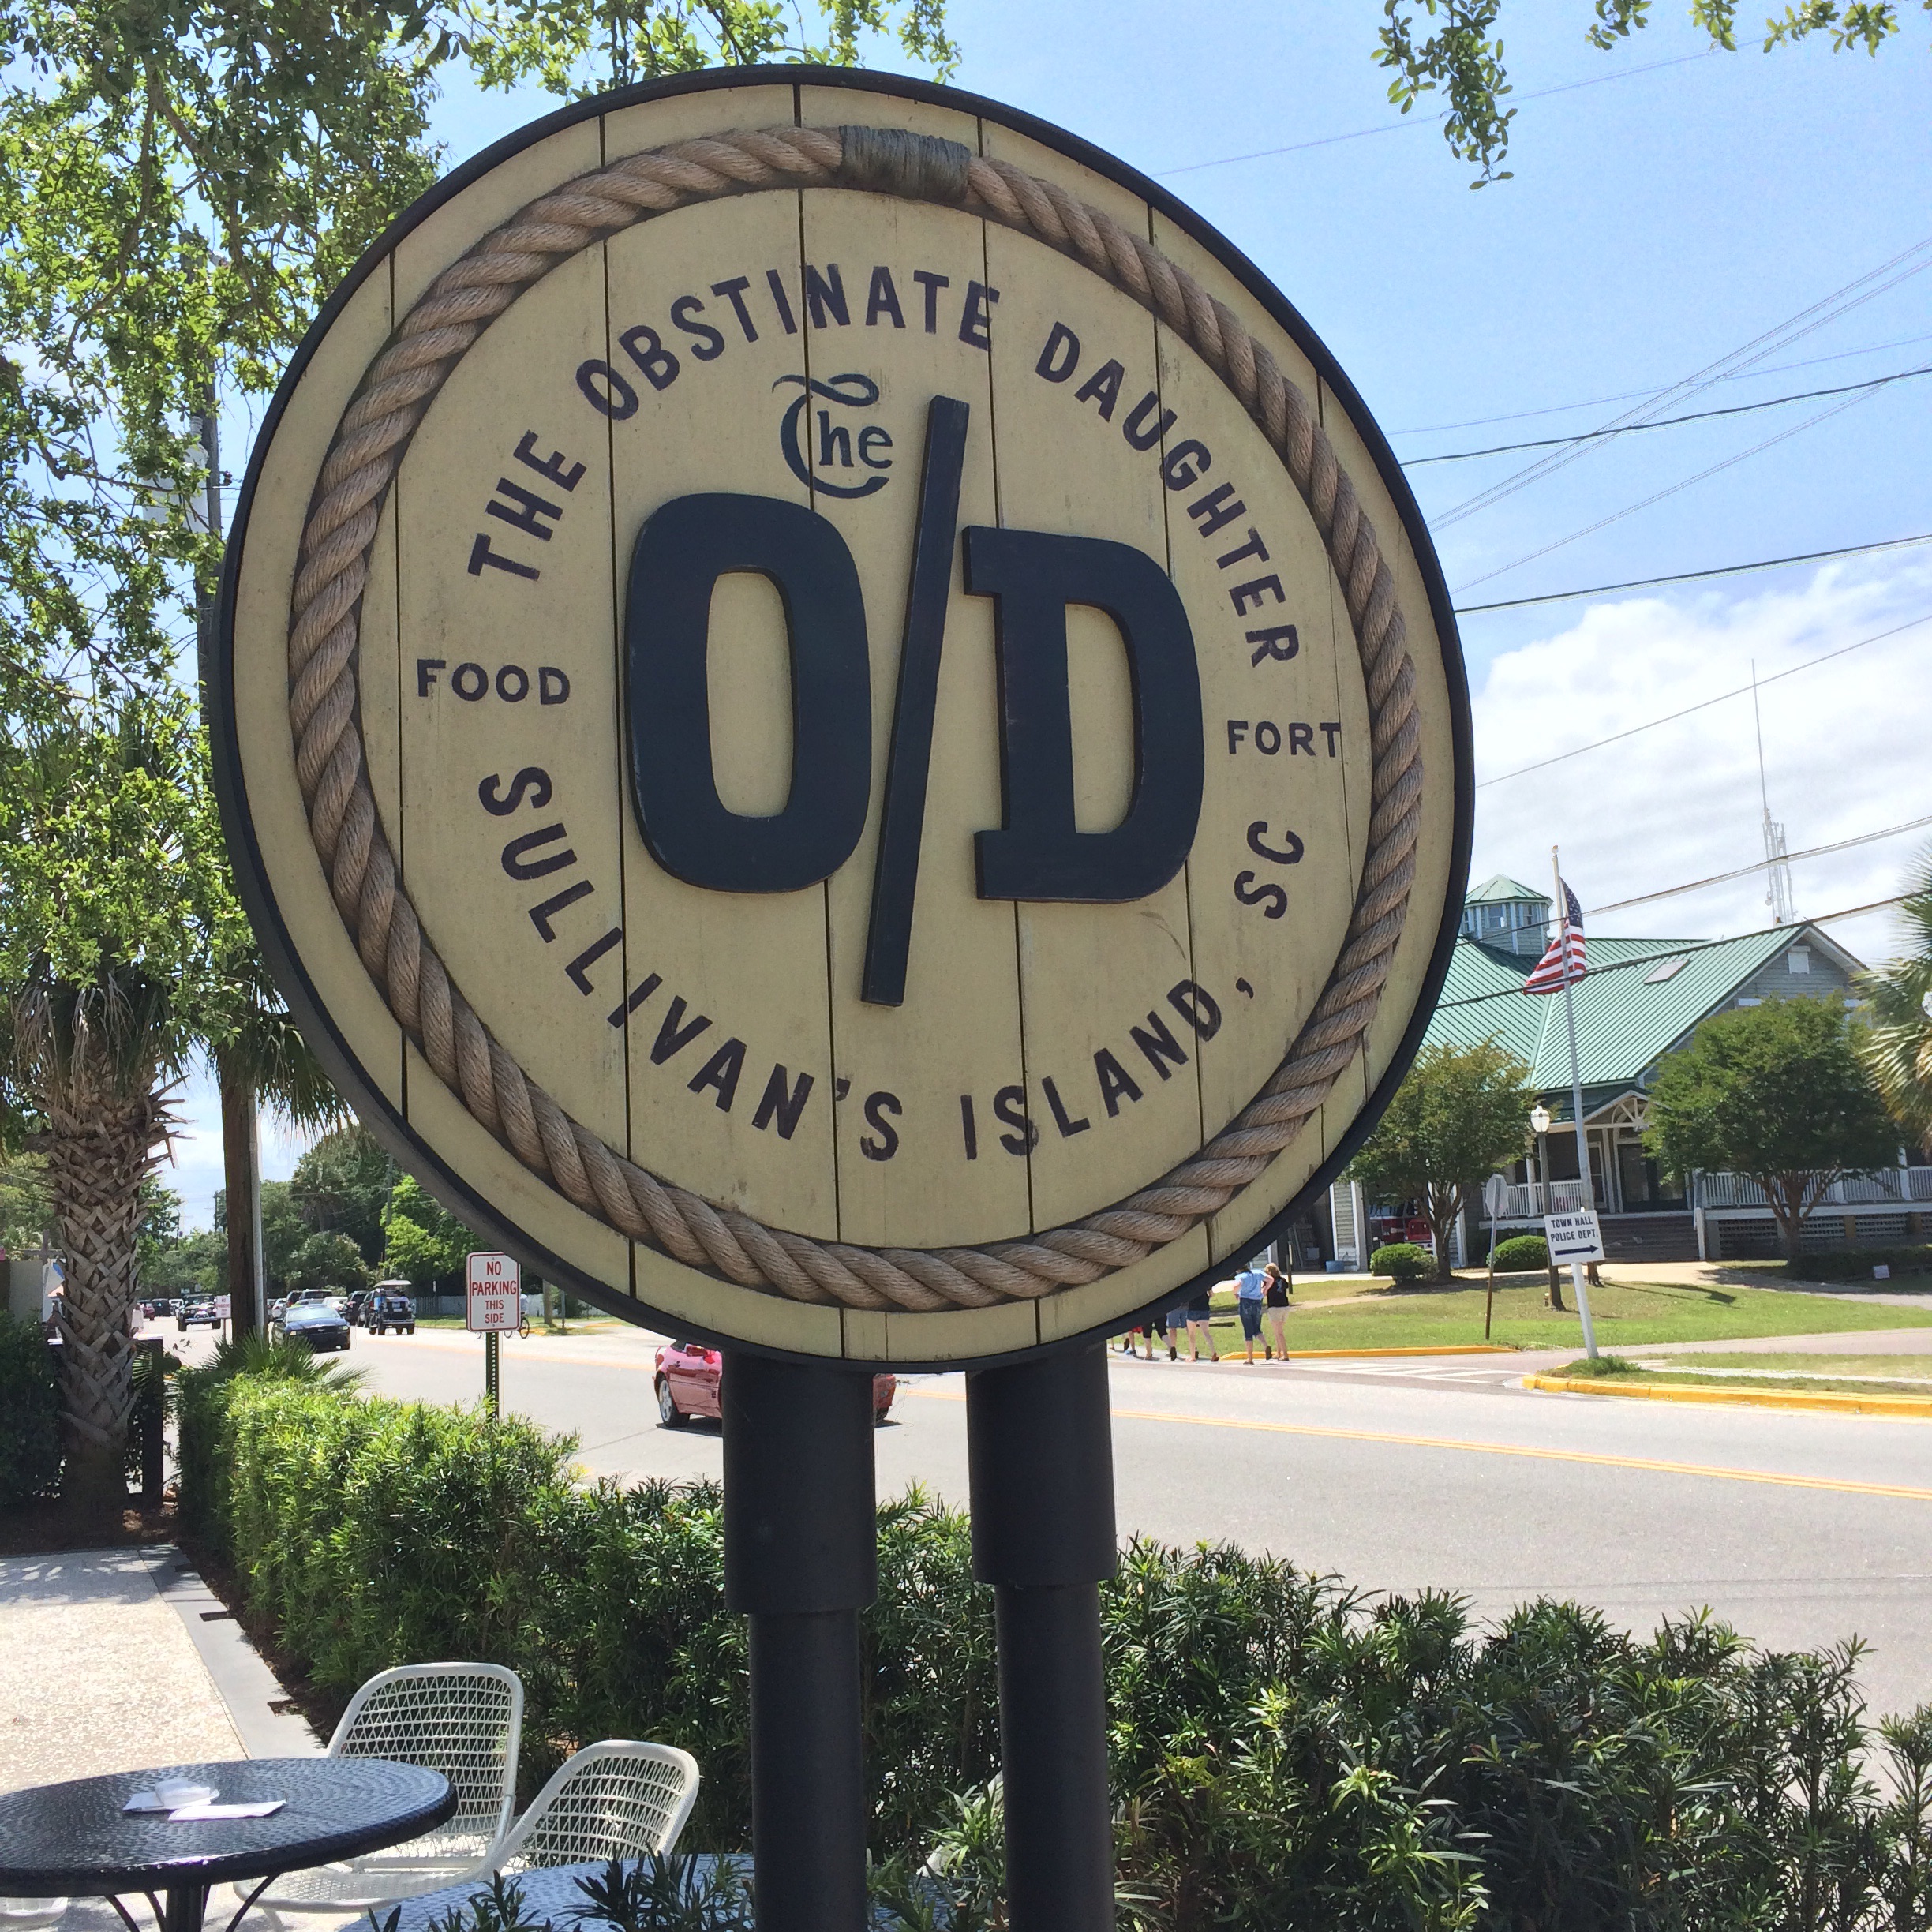 THE OBSTINATE DAUGHTER
The
O/D
FOOD
FORT
SULLIVAN'S ISLAND, SC
TOWN HALL
POLICE DEPT.
NO
PARKING
THIS
SIDE